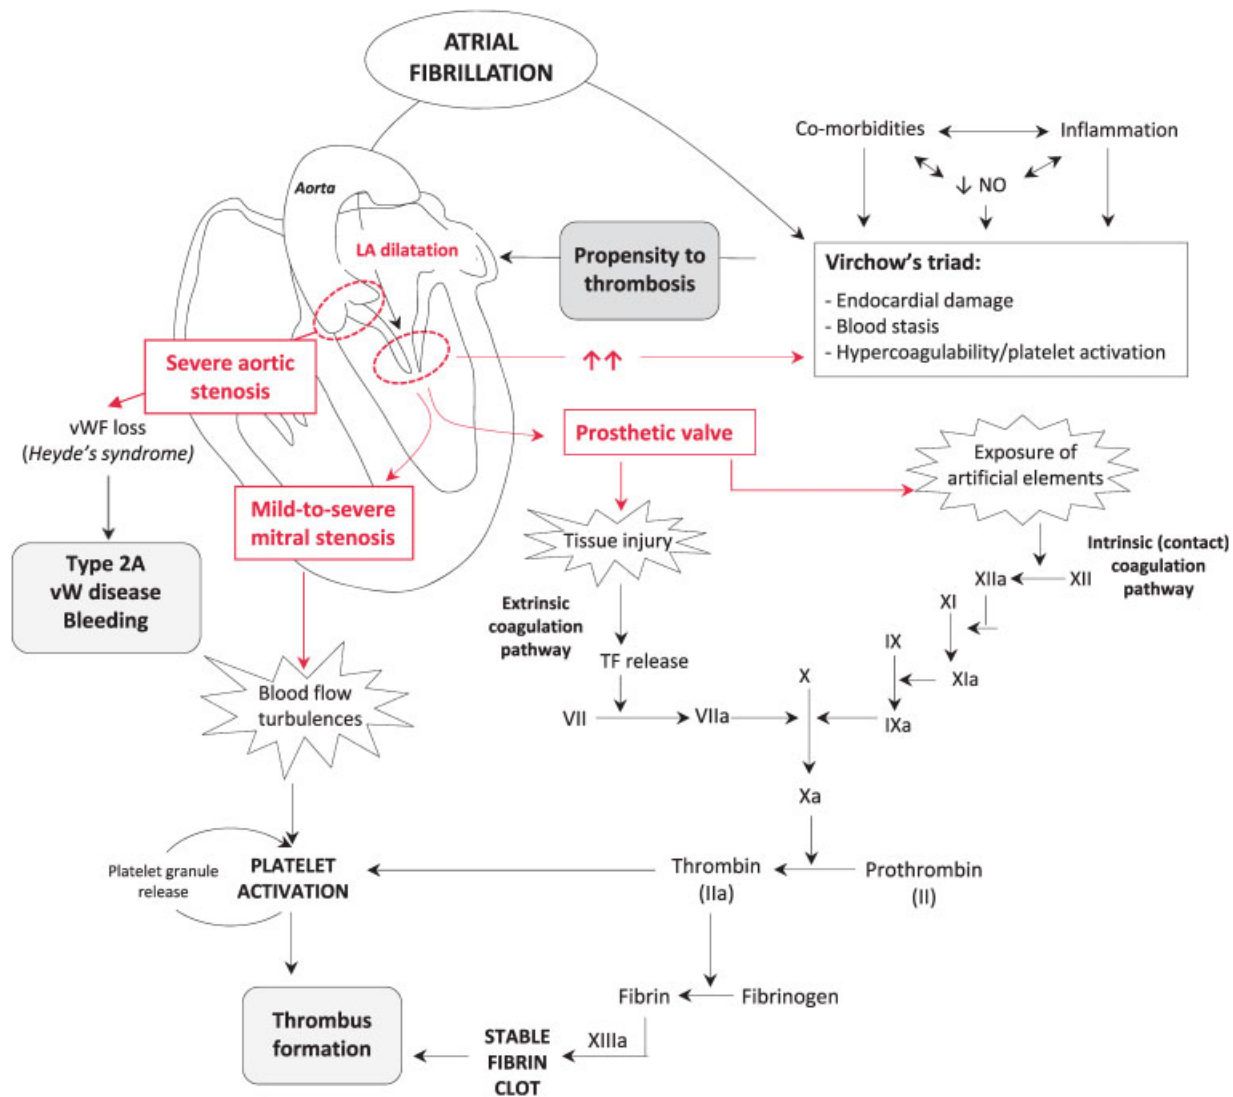 ATRIAL
FIBRILLATION
Co-morbidities
Inflammation
↓ NO
Aorta
LA dilatation
Propensity to
thrombosis
Virchow's triad:
- Endocardial damage
- Blood stasis
- Hypercoagulability/platelet activation
↑↑
Severe aortic
stenosis
vWF loss
(Heyde's syndrome)
Prosthetic valve
Exposure of
artificial elements
Mild-to-severe
mitral stenosis
Tissue injury
Intrinsic (contact)
coagulation
pathway
Type 2A
vW disease
Bleeding
XIIa
XII
Extrinsic
coagulation
pathway
XI
IX
TF release
X
XIa
Blood flow
turbulences
VII
VIIa
IXa
Xa
Platelet granule
release
PLATELET
ACTIVATION
Thrombin
(IIa)
Prothrombin
(II)
Fibrin
Fibrinogen
Thrombus
formation
STABLE
FIBRIN
CLOT
XIIIa